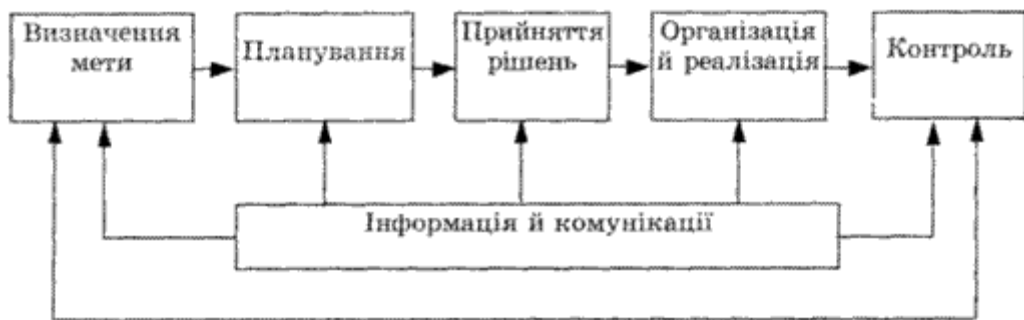 Визначення
мети
Планування
Прийняття
рішень
Організація
й реалізація
Контроль
Інформація й комунікації